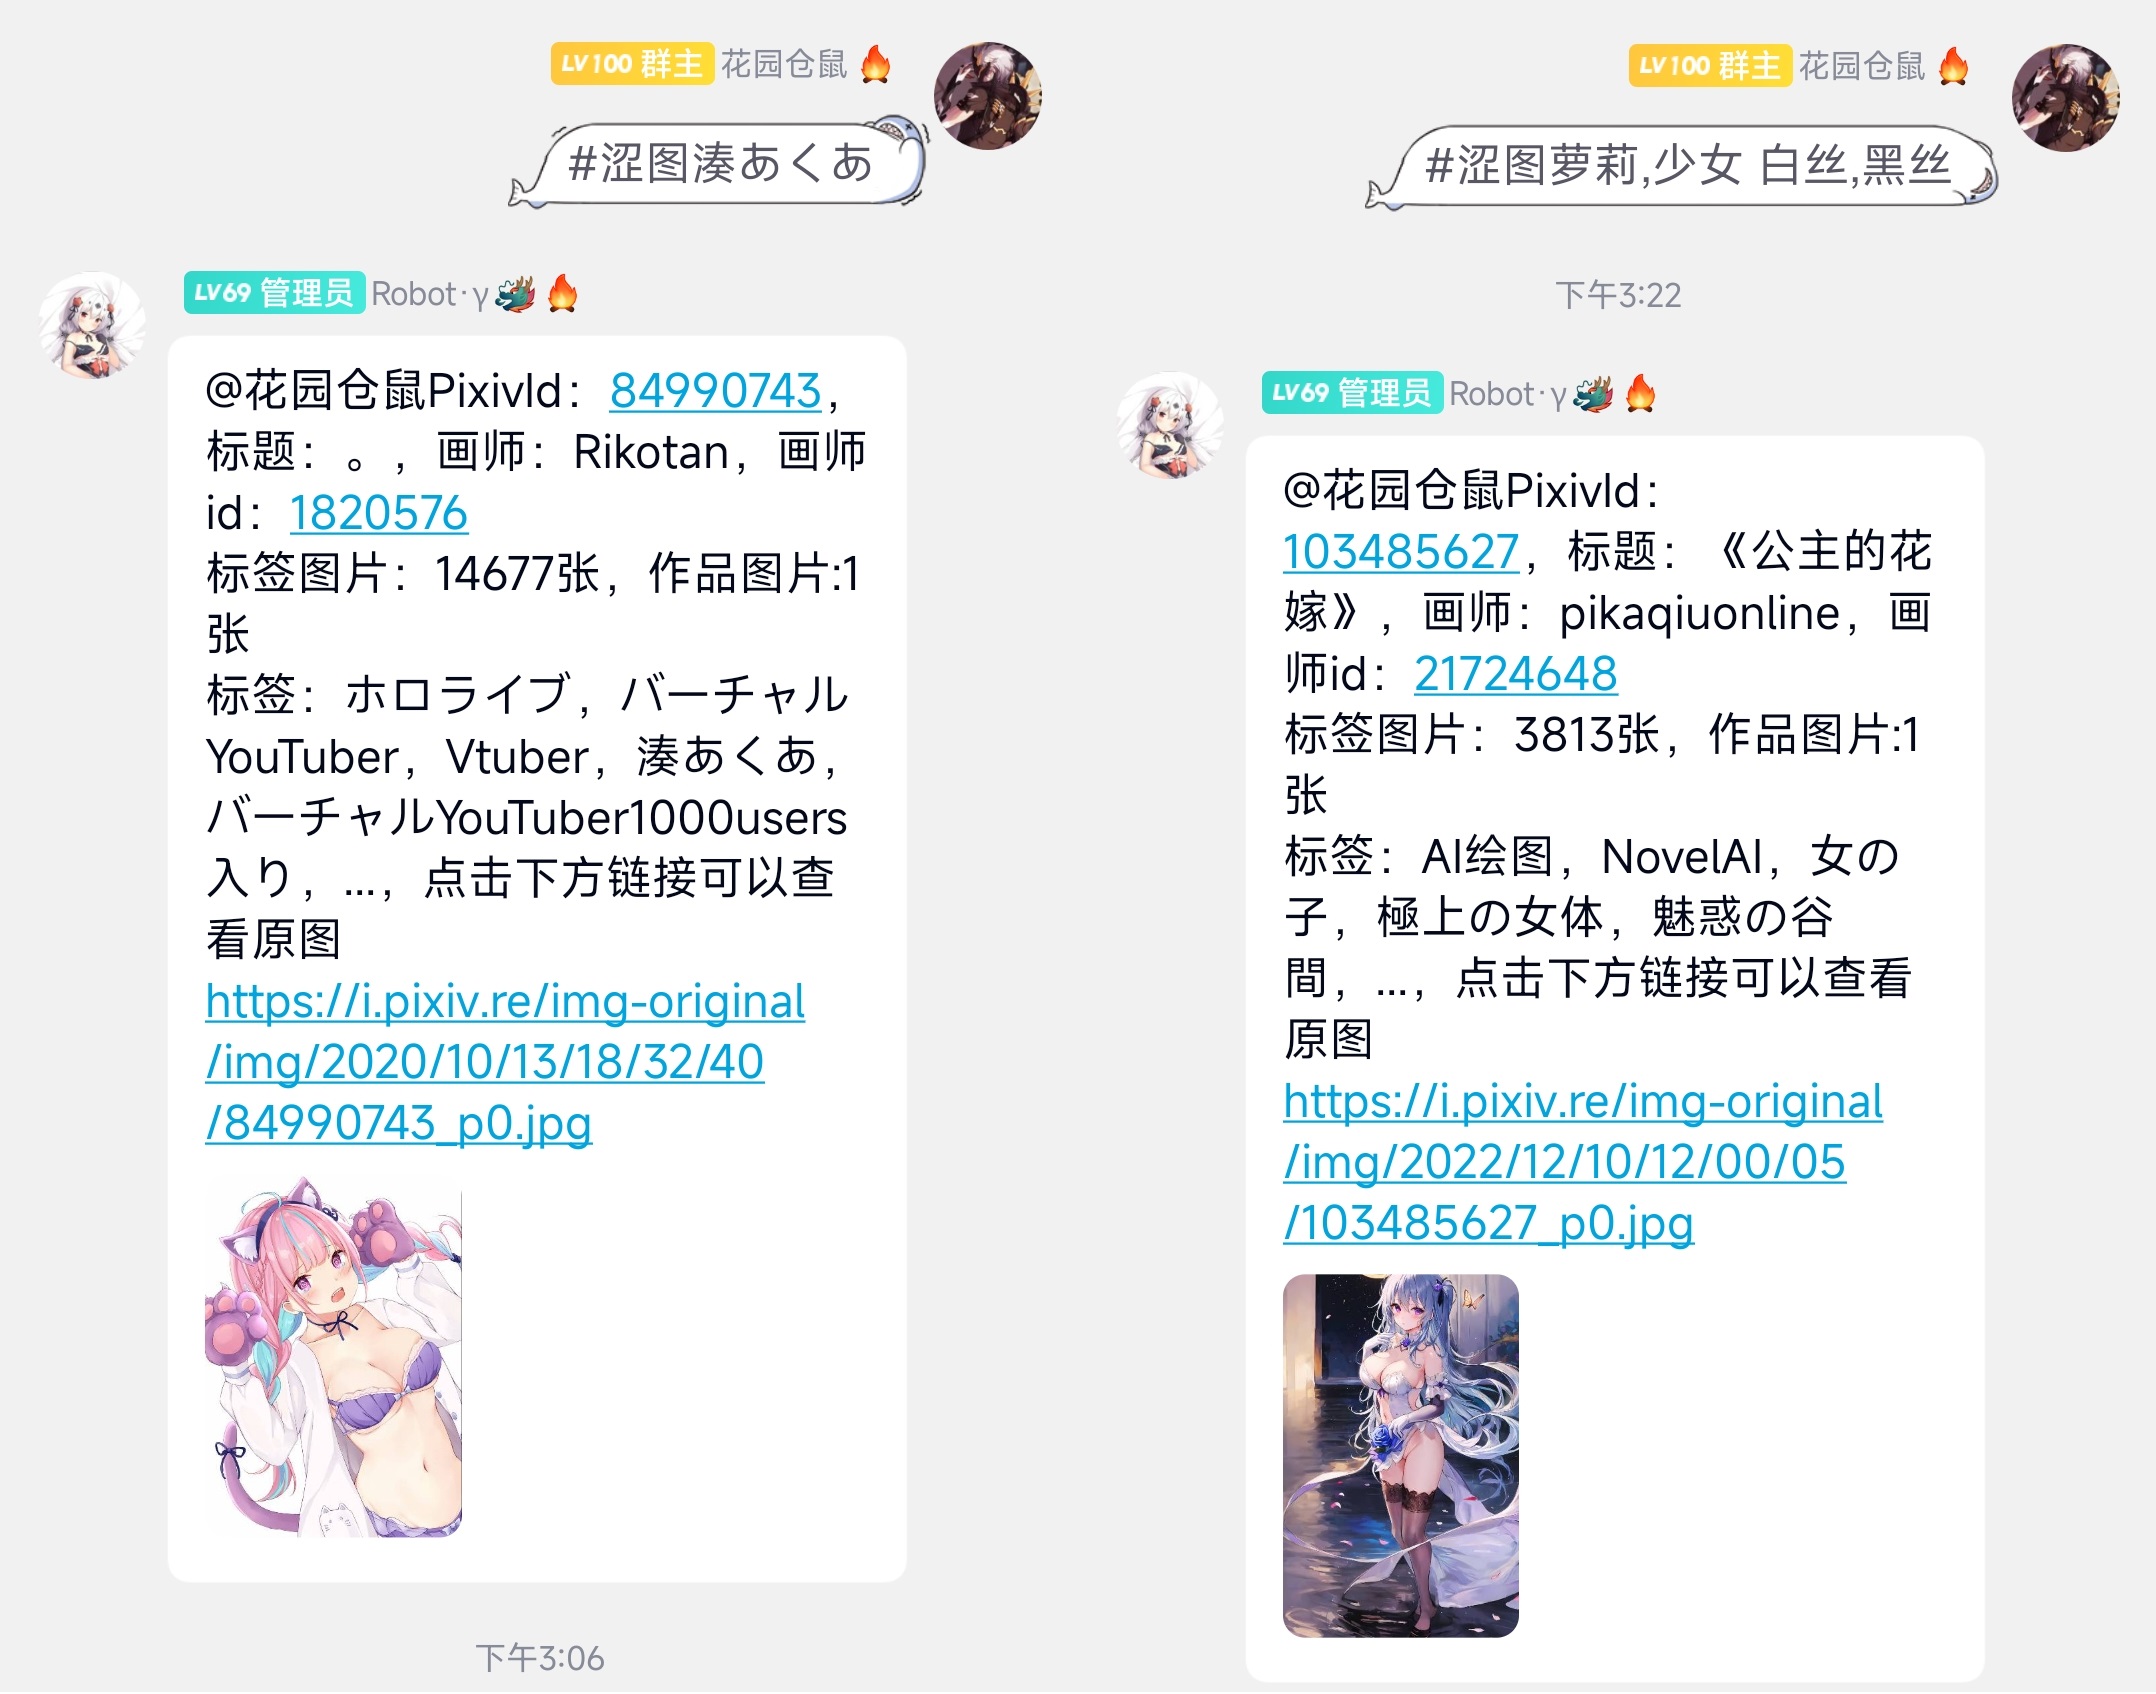 LV100 群主 花园仓鼠
#涩图湊あくあ
LV69 管理员 Robot·γ
@花园仓鼠PixivId：84990743，
标题：。，画师：Rikotan，画师
id：1820576
标签图片：14677张，作品图片:1
张
标签：ホロライブ，バーチャル
YouTuber，Vtuber，湊あくあ，
バーチャルYouTuber1000users
入り，...，点击下方链接可以查
看原图
https://i.pixiv.re/img-original
/img/2020/10/13/18/32/40
/84990743_p0.jpg
下午3:06
LV100 群主 花园仓鼠
#涩图萝莉,少女 白丝,黑丝
下午3:22
LV69 管理员 Robot·γ
@花园仓鼠PixivId：
103485627，标题：《公主的花
嫁》，画师：pikaqiuonline，画
师id：21724648
标签图片：3813张，作品图片:1
张
标签：AI绘图，NovelAI，女の
子，極上の女体，魅惑の谷
間，...，点击下方链接可以查看
原图
https://i.pixiv.re/img-original
/img/2022/12/10/12/00/05
/103485627_p0.jpg